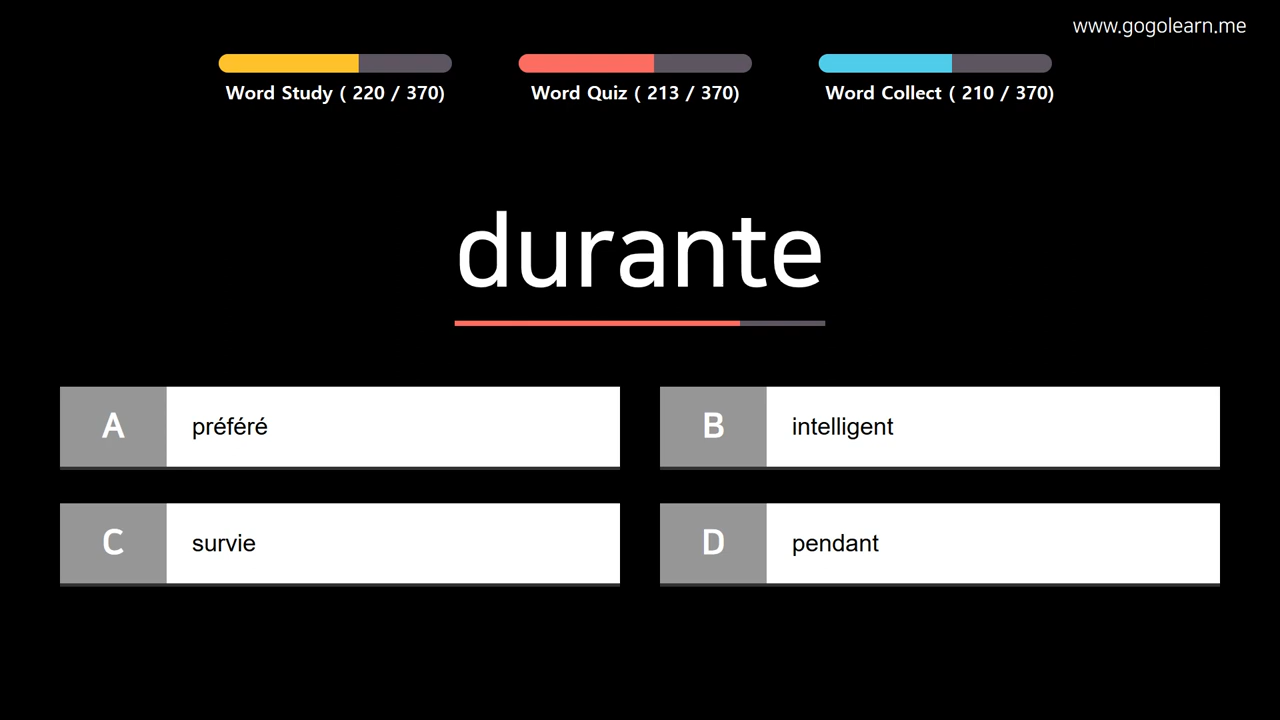 www.gogolearn.me
Word Study ( 220 / 370)
Word Quiz ( 213 / 370)
Word Collect ( 210 / 370)
durante
A préféré
B intelligent
C survie
D pendant